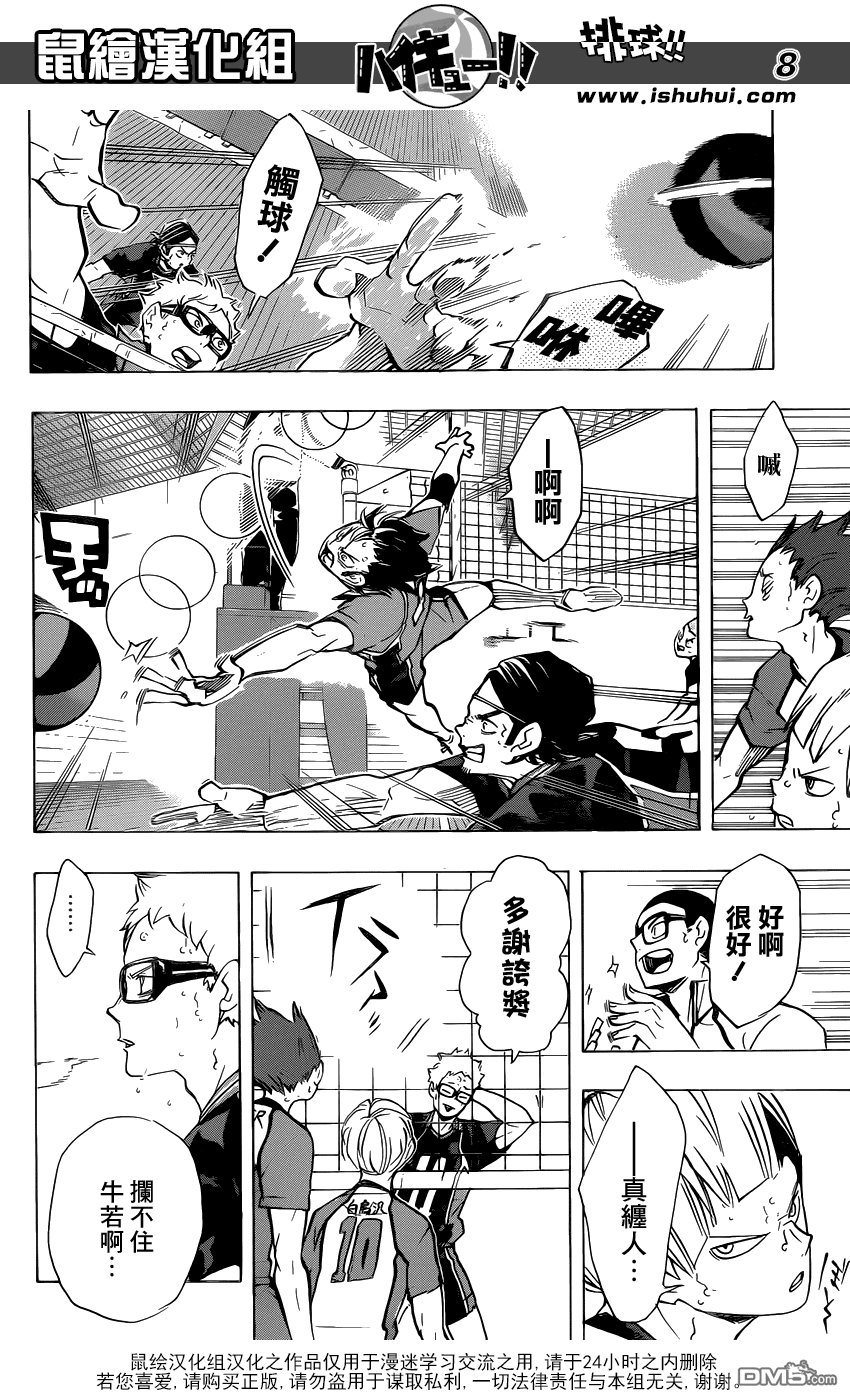 鼠繪漢化組
ハイキュー!!
排球!!
8
www.ishuhui.com
觸球！
嗶
咻
嘁
—啊啊
好啊
很好！
多謝誇獎
イラッ
——真纏人…
……
攔不住
牛若啊…
白鳥沢
10
鼠绘汉化组汉化之作品仅用于漫迷学习交流之用,请于24小时之内删除
若您喜爱,请购买正版,请勿盗用于谋取私利,一切法律责任与本组无关,谢谢。
DM5.com